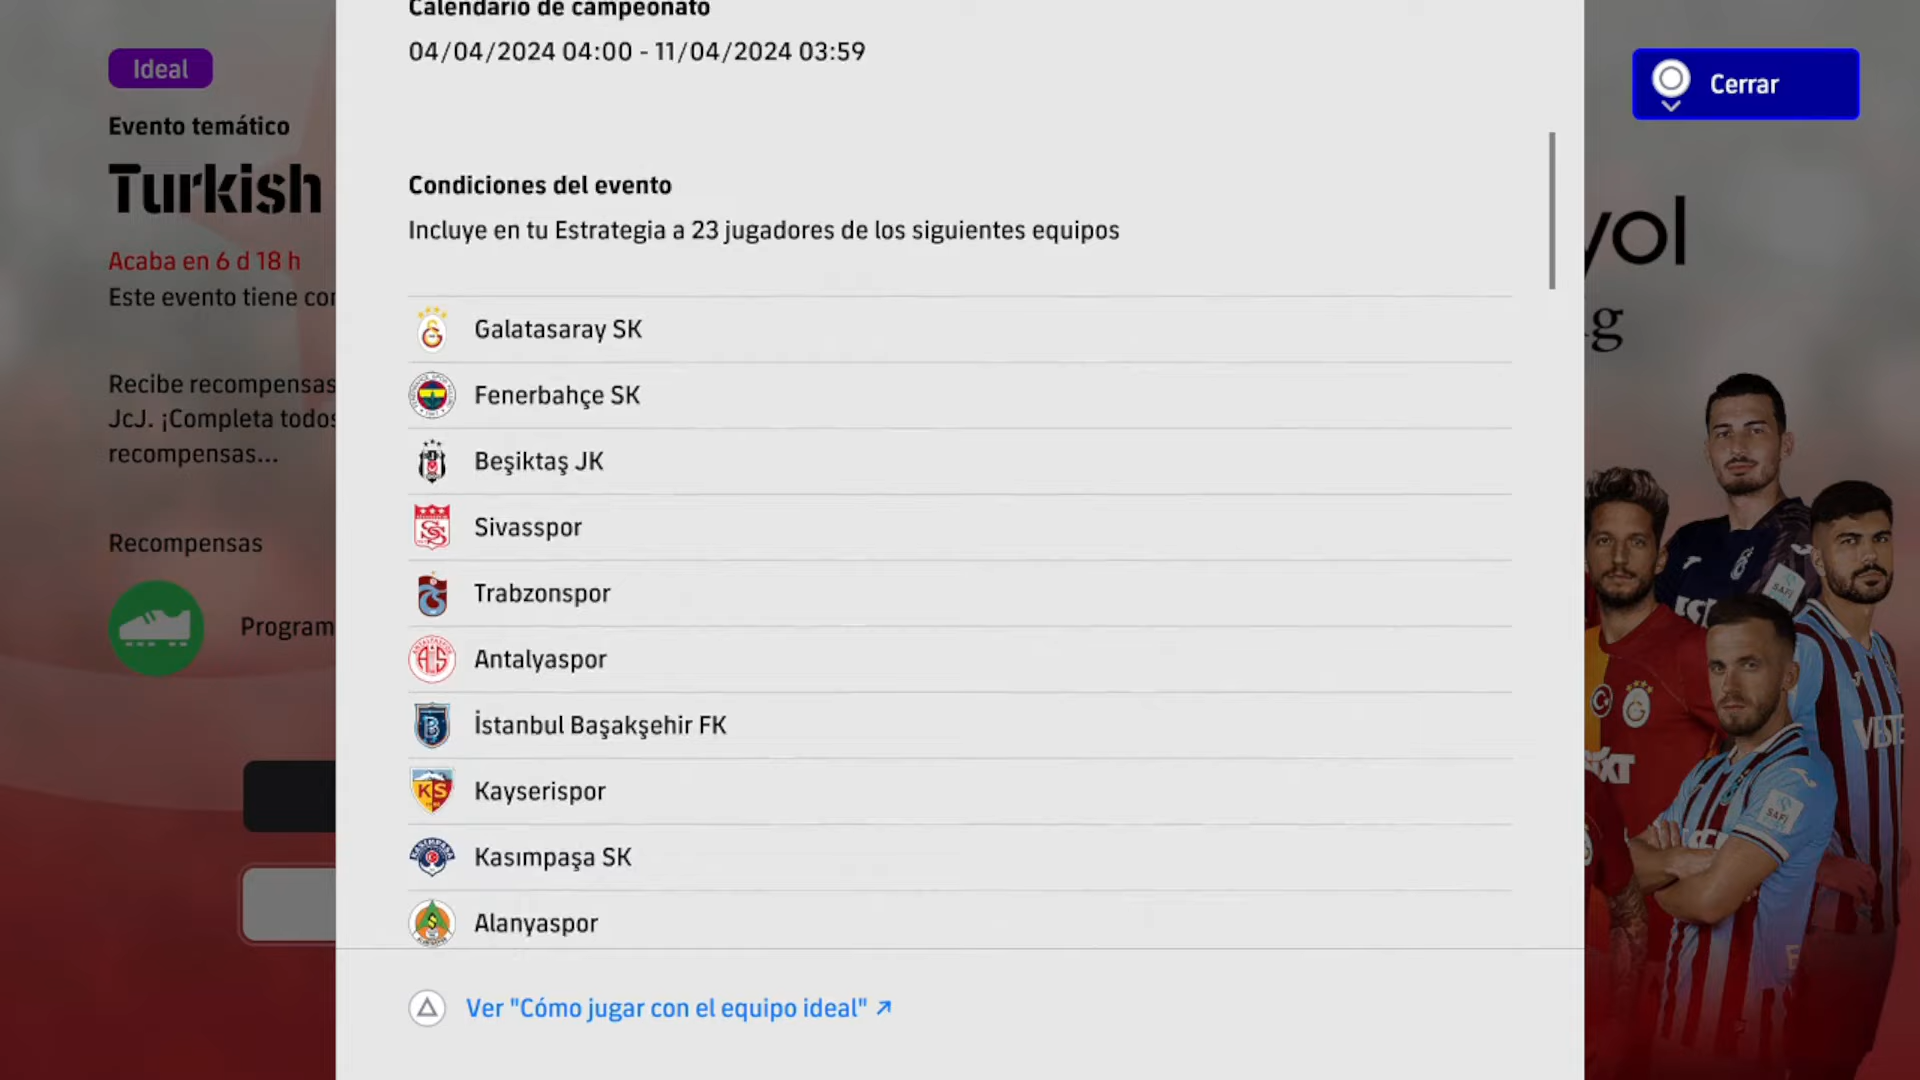 Calendario de campeonato
04/04/2024 04:00 - 11/04/2024 03:59
Ideal
Cerrar
Evento temático
Turkish
Acaba en 6 d 18 h
Este evento tiene
Recibe recompensas
JcJ. ¡Completa todos
recompensas...
Recompensas
Program
Condiciones del evento
Incluye en tu Estrategia a 23 jugadores de los siguientes equipos
Galatasaray SK
Fenerbahçe SK
Beşiktaş JK
Sivasspor
Trabzonspor
Antalyaspor
İstanbul Başakşehir FK
Kayserispor
Kasımpaşa SK
Alanyaspor
Ver "Cómo jugar con el equipo ideal" ↗
yol
g